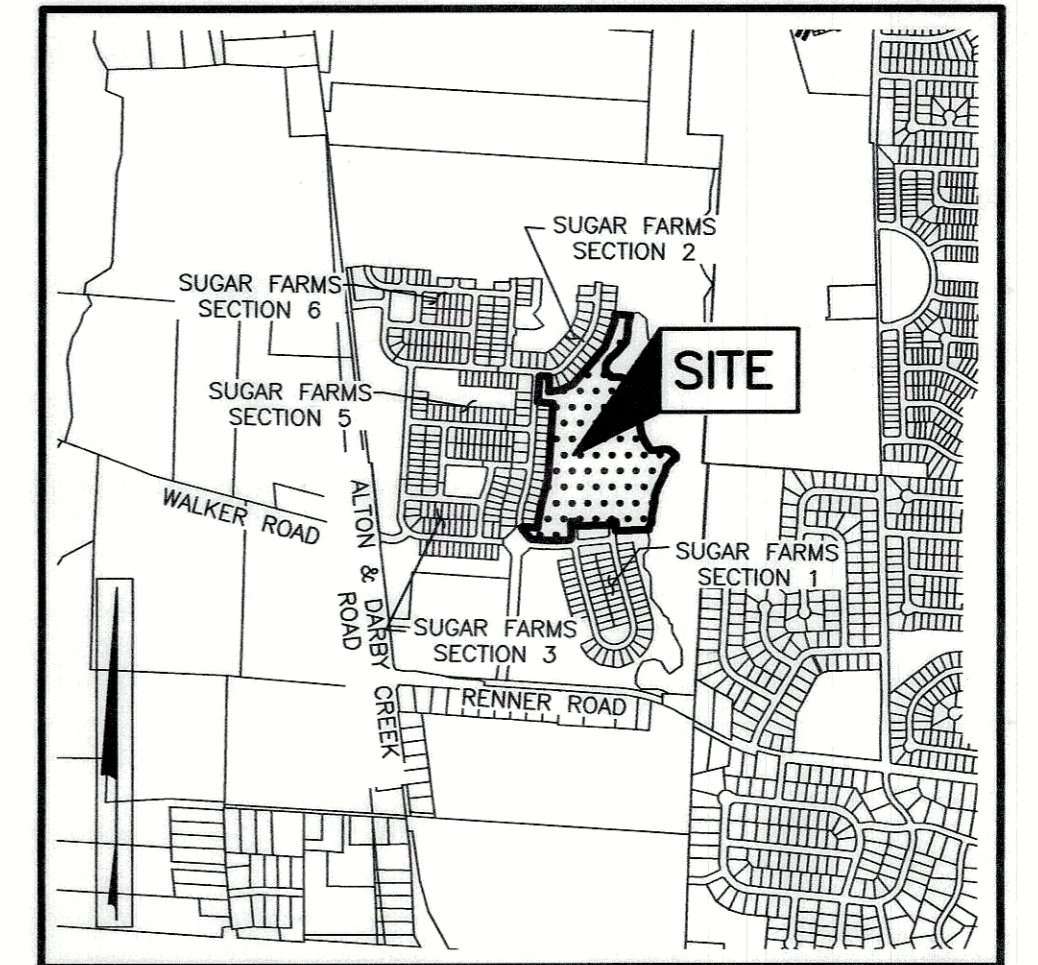 SUGAR FARMS
SECTION 2
SUGAR FARMS
SECTION 6
SITE
SUGAR FARMS
SECTION 5
WALKER ROAD
ALTON & DARBY CREEK
ROAD
SUGAR FARMS
SECTION 1
SUGAR FARMS
SECTION 3
RENNER ROAD